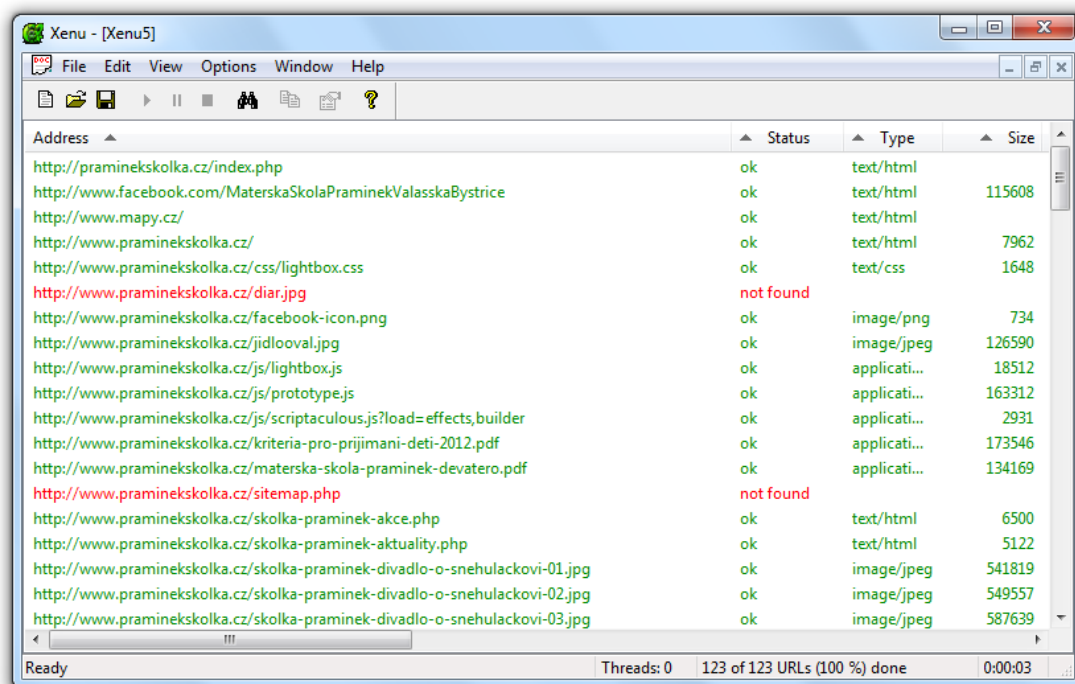 Xenu - [Xenu5]
File Edit View Options Window Help
Address Status Type Size
http://praminekskolka.cz/index.php ok text/html
http://www.facebook.com/MaterskaSkolaPraminekValasskaBystrice ok text/html 115608
http://www.mapy.cz/ ok text/html
http://www.praminekskolka.cz/ ok text/html 7962
http://www.praminekskolka.cz/css/lightbox.css ok text/css 1648
http://www.praminekskolka.cz/diar.jpg not found
http://www.praminekskolka.cz/facebook-icon.png ok image/png 734
http://www.praminekskolka.cz/jidlooval.jpg ok image/jpeg 126590
http://www.praminekskolka.cz/js/lightbox.js ok applicati... 18512
http://www.praminekskolka.cz/js/prototype.js ok applicati... 163312
http://www.praminekskolka.cz/js/scriptaculous.js?load=effects,builder ok applicati... 2931
http://www.praminekskolka.cz/kriteria-pro-prijimani-deti-2012.pdf ok applicati... 173546
http://www.praminekskolka.cz/materska-skola-praminek-devatero.pdf ok applicati... 134169
http://www.praminekskolka.cz/sitemap.php not found
http://www.praminekskolka.cz/skolka-praminek-akce.php ok text/html 6500
http://www.praminekskolka.cz/skolka-praminek-aktuality.php ok text/html 5122
http://www.praminekskolka.cz/skolka-praminek-divadlo-o-snehulackovi-01.jpg ok image/jpeg 541819
http://www.praminekskolka.cz/skolka-praminek-divadlo-o-snehulackovi-02.jpg ok image/jpeg 549557
http://www.praminekskolka.cz/skolka-praminek-divadlo-o-snehulackovi-03.jpg ok image/jpeg 587639
Ready Threads: 0 123 of 123 URLs (100 %) done 0:00:03